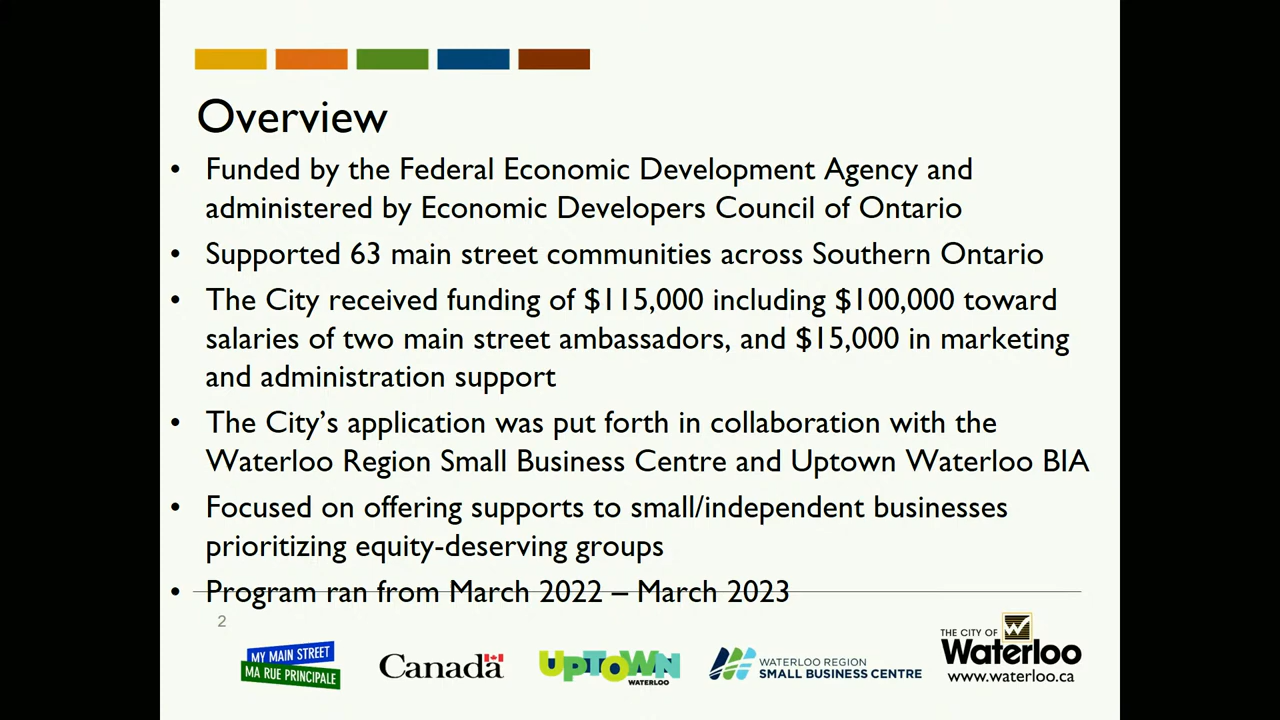 Overview
• Funded by the Federal Economic Development Agency and
administered by Economic Developers Council of Ontario
• Supported 63 main street communities across Southern Ontario
• The City received funding of $115,000 including $100,000 toward
salaries of two main street ambassadors, and $15,000 in marketing
and administration support
• The City’s application was put forth in collaboration with the
Waterloo Region Small Business Centre and Uptown Waterloo BIA
• Focused on offering supports to small/independent businesses
prioritizing equity-deserving groups
• Program ran from March 2022 – March 2023
2
MY MAIN STREET
MA RUE PRINCIPALE
Canada
UPTOWN
WATERLOO
WATERLOO REGION
SMALL BUSINESS CENTRE
THE CITY OF
Waterloo
www.waterloo.ca